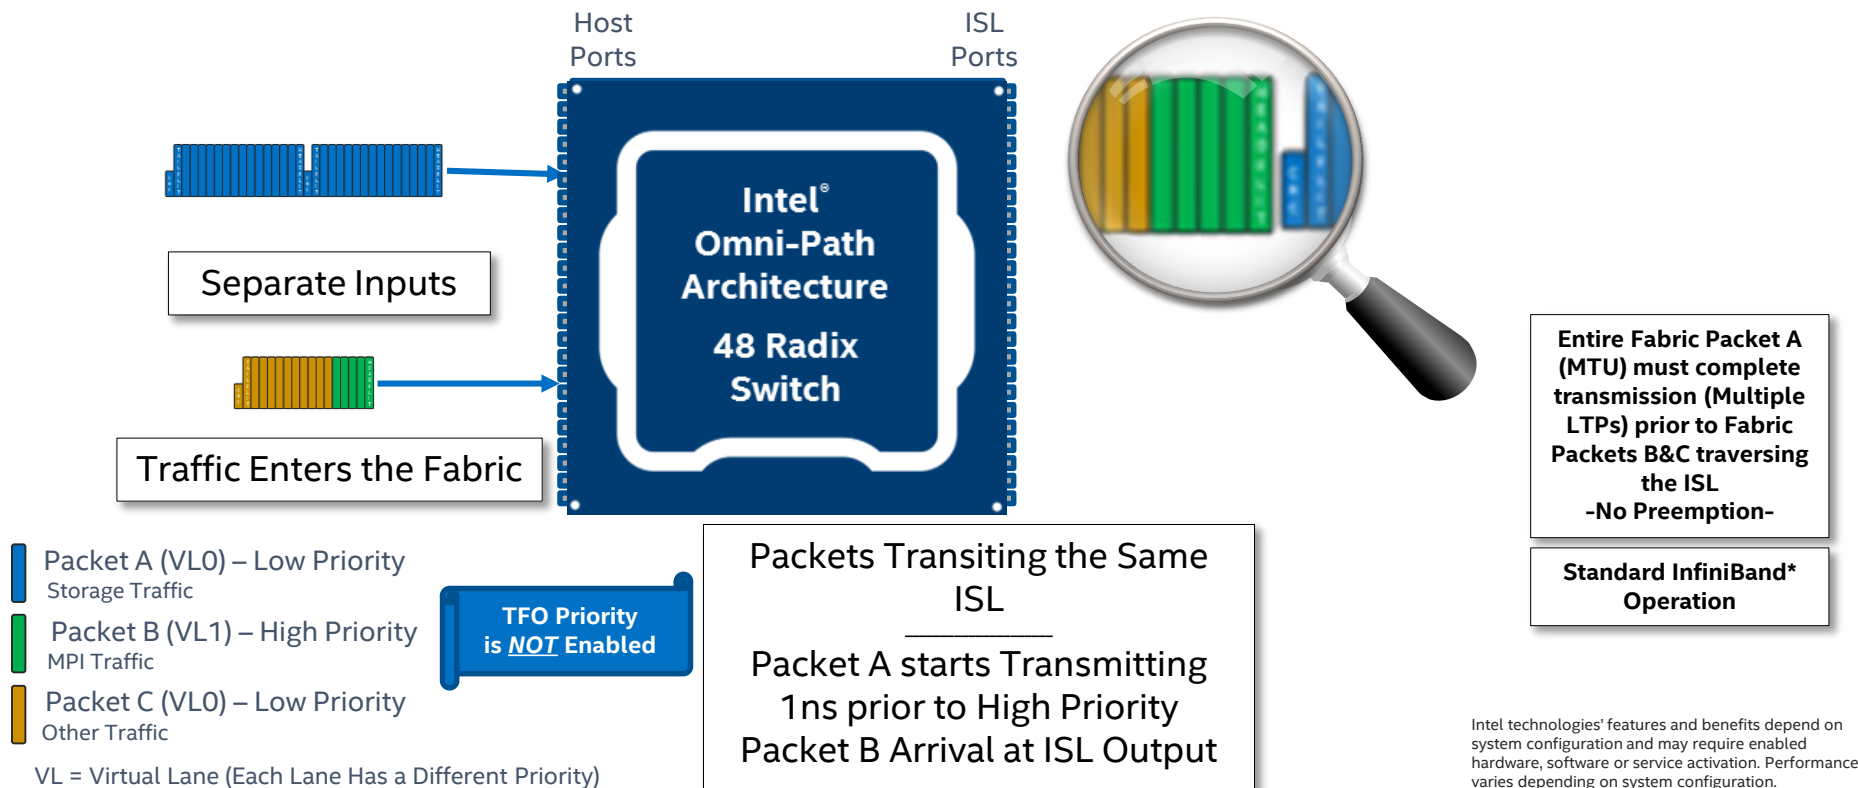 Host
Ports
ISL
Ports
Separate Inputs
Traffic Enters the Fabric
Intel®
Omni-Path
Architecture
48 Radix
Switch
Entire Fabric Packet A
(MTU) must complete
transmission (Multiple
LTPs) prior to Fabric
Packets B&C traversing
the ISL
-No Preemption-
Standard InfiniBand*
Operation
Packet A (VL0) – Low Priority
Storage Traffic
Packet B (VL1) – High Priority
MPI Traffic
Packet C (VL0) – Low Priority
Other Traffic
VL = Virtual Lane (Each Lane Has a Different Priority)
TFO Priority
is NOT Enabled
Packets Transiting the Same
ISL
Packet A starts Transmitting
1ns prior to High Priority
Packet B Arrival at ISL Output
Intel technologies’ features and benefits depend on
system configuration and may require enabled
hardware, software or service activation. Performance
varies depending on system configuration.